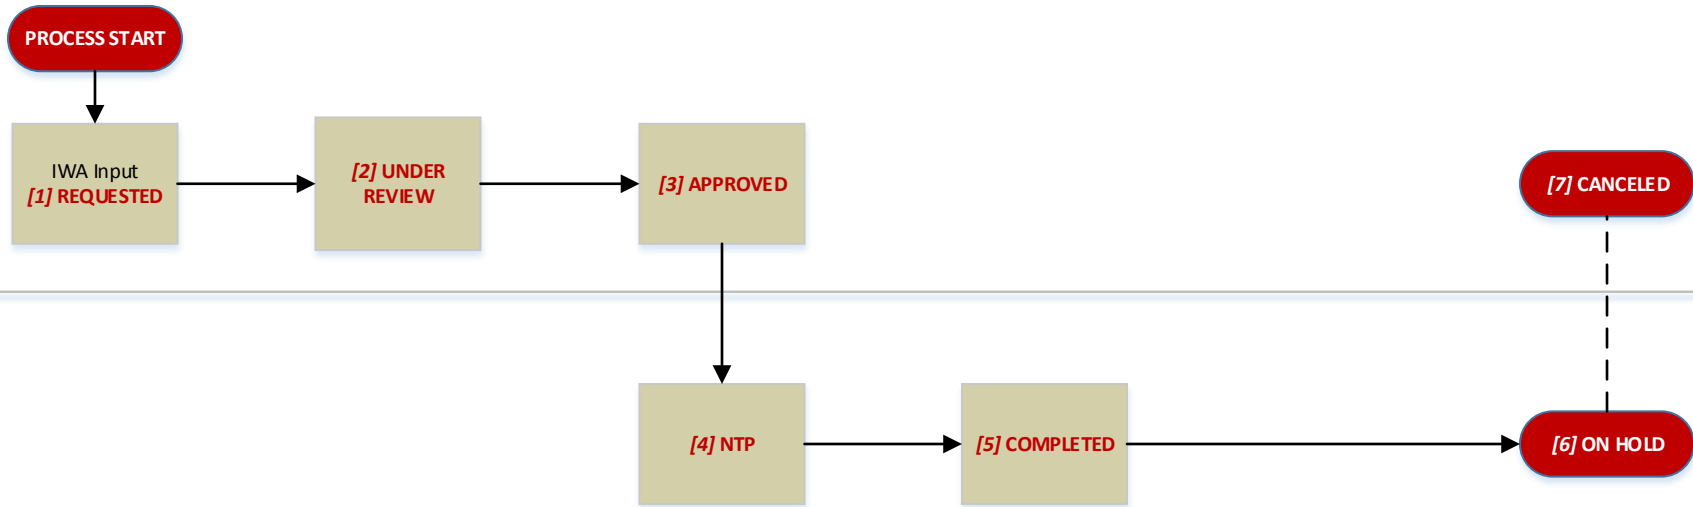 PROCESS START
IWA Input
[1] REQUESTED
[2] UNDER
REVIEW
[3] APPROVED
[7] CANCELED
[4] NTP
[5] COMPLETED
[6] ON HOLD